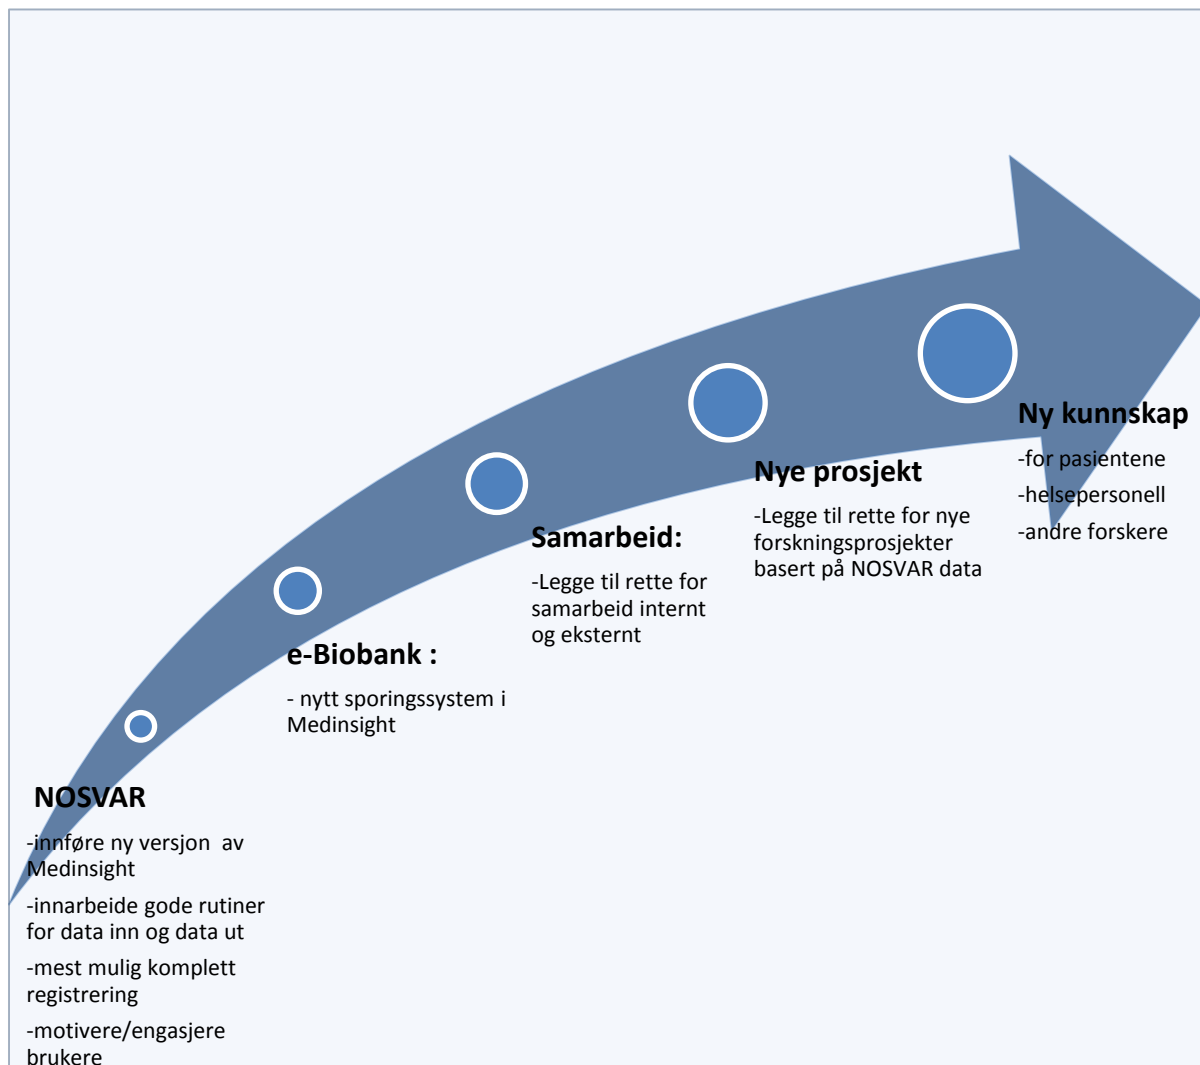 NOSVAR
-innføre ny versjon  av
Medinsight
-innarbeide gode rutiner
for data inn og data ut
-mest mulig komplett
registrering
-motivere/engasjere
brukere
e-Biobank :
- nytt sporingssystem i
Medinsight
Samarbeid:
-Legge til rette for
samarbeid internt
og eksternt
Nye prosjekt
-Legge til rette for nye
forskningsprosjekter
basert på NOSVAR data
Ny kunnskap
-for pasientene
-helsepersonell
-andre forskere